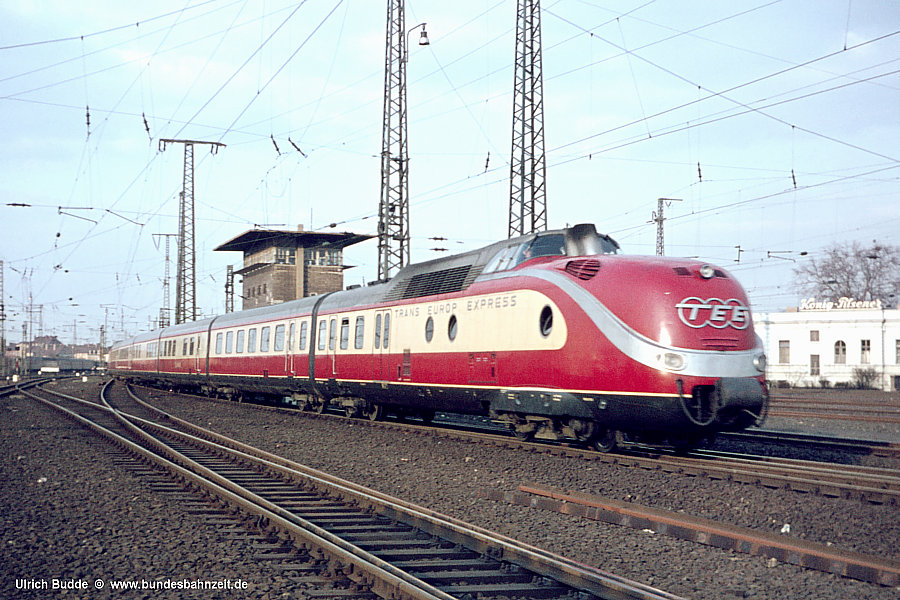 König-Pilsener
TRANS EUROP EXPRESS
TEE
Ulrich Budde © www.bundesbahnzeit.de